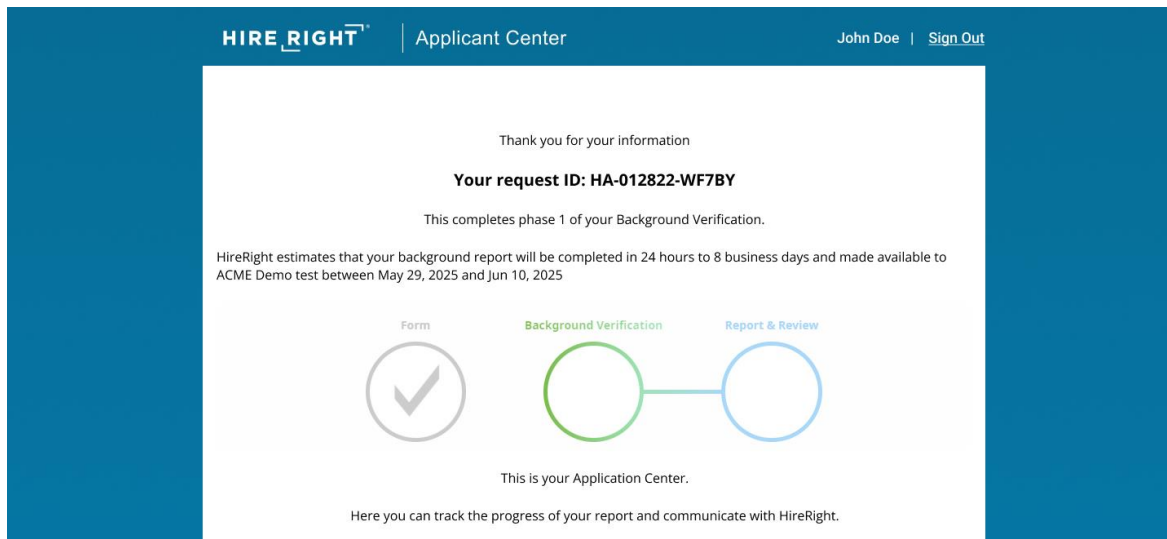 HIRE RIGHT® Applicant Center John Doe | Sign Out
Thank you for your information
Your request ID: HA-012822-WF7BY
This completes phase 1 of your Background Verification.
HireRight estimates that your background report will be completed in 24 hours to 8 business days and made available to
ACME Demo test between May 29, 2025 and Jun 10, 2025
Form Background Verification Report & Review
This is your Application Center.
Here you can track the progress of your report and communicate with HireRight.